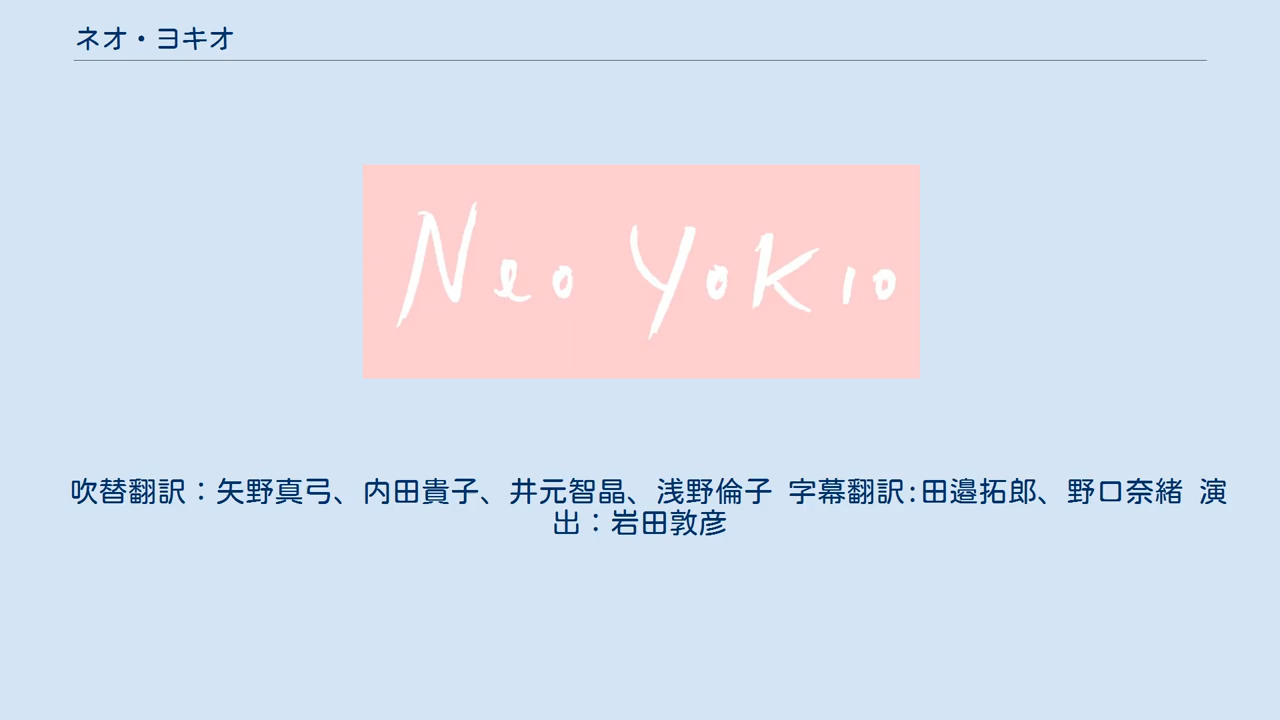 ネオ・ヨキオ
Neo Yokio
吹替翻訳：矢野真弓、内田貴子、井元智晶、浅野倫子 字幕翻訳:田邉拓郎、野口奈緒 演
出：岩田敦彦